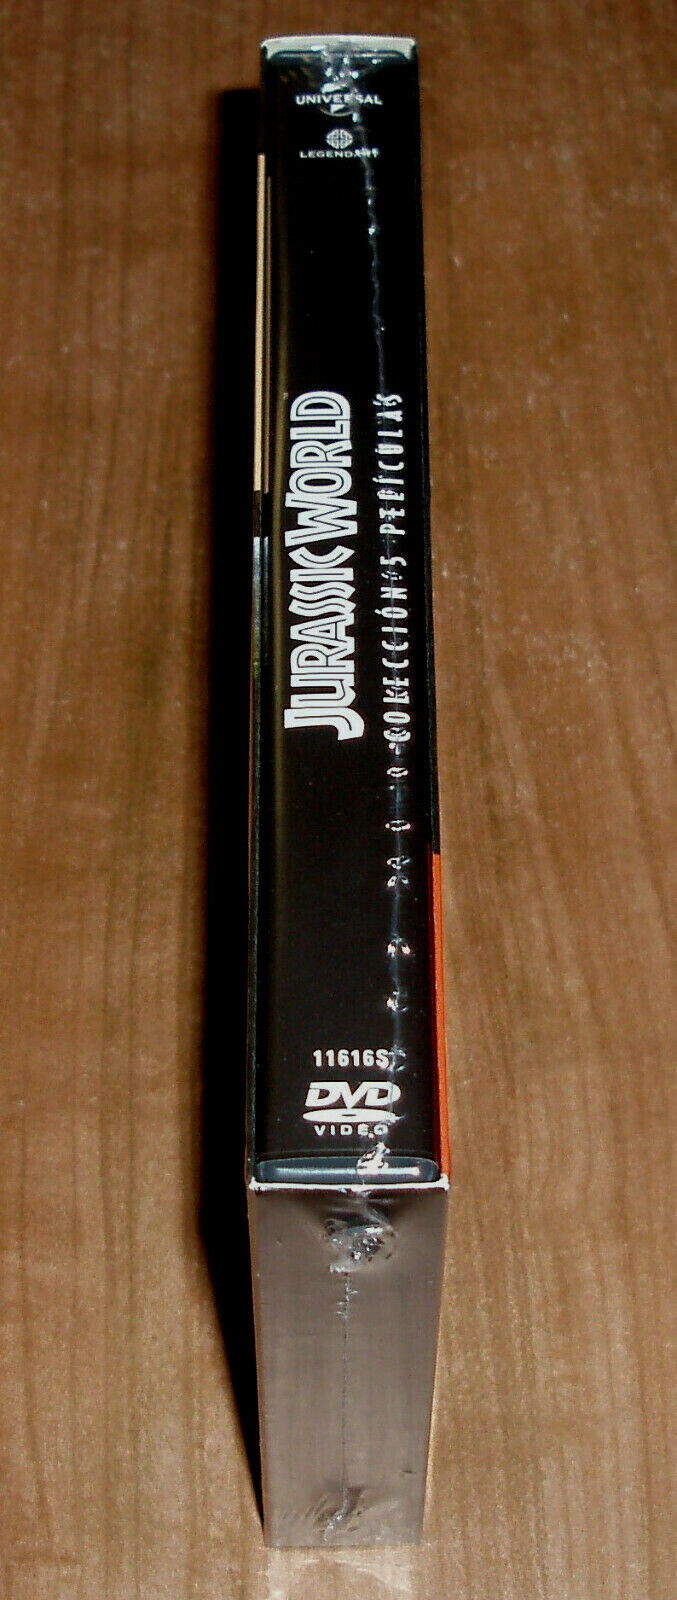 UNIVERSAL
LEGENDARY
JURASSIC WORLD
COLECCIÓN 5 PELÍCULAS
11616S
DVD
VIDEO